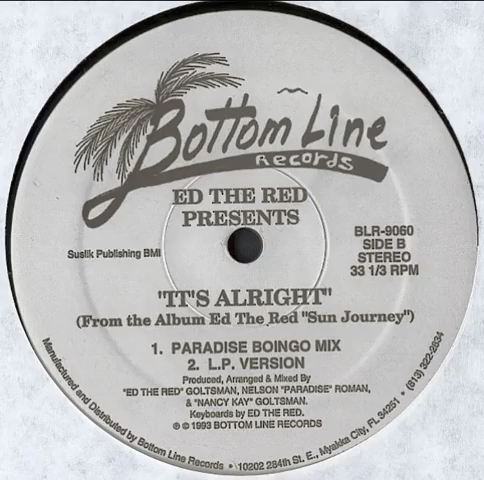 Bottom Line
Records
ED THE RED
PRESENTS
Suslik Publishing BMI
BLR-9060
SIDE B
STEREO
33 1/3 RPM
"IT'S ALRIGHT"
(From the Album Ed The Red "Sun Journey")
1. PARADISE BOINGO MIX
2. L.P. VERSION
Produced, Arranged & Mixed By
"ED THE RED" GOLTSMAN, NELSON "PARADISE" ROMAN,
& "NANCY KAY" GOLTSMAN.
Keyboards by ED THE RED.
℗ © 1993 BOTTOM LINE RECORDS
Manufactured and Distributed by Bottom Line Records • 10202 284th St. E., Myakka City, FL 34251 • (813) 322-2834